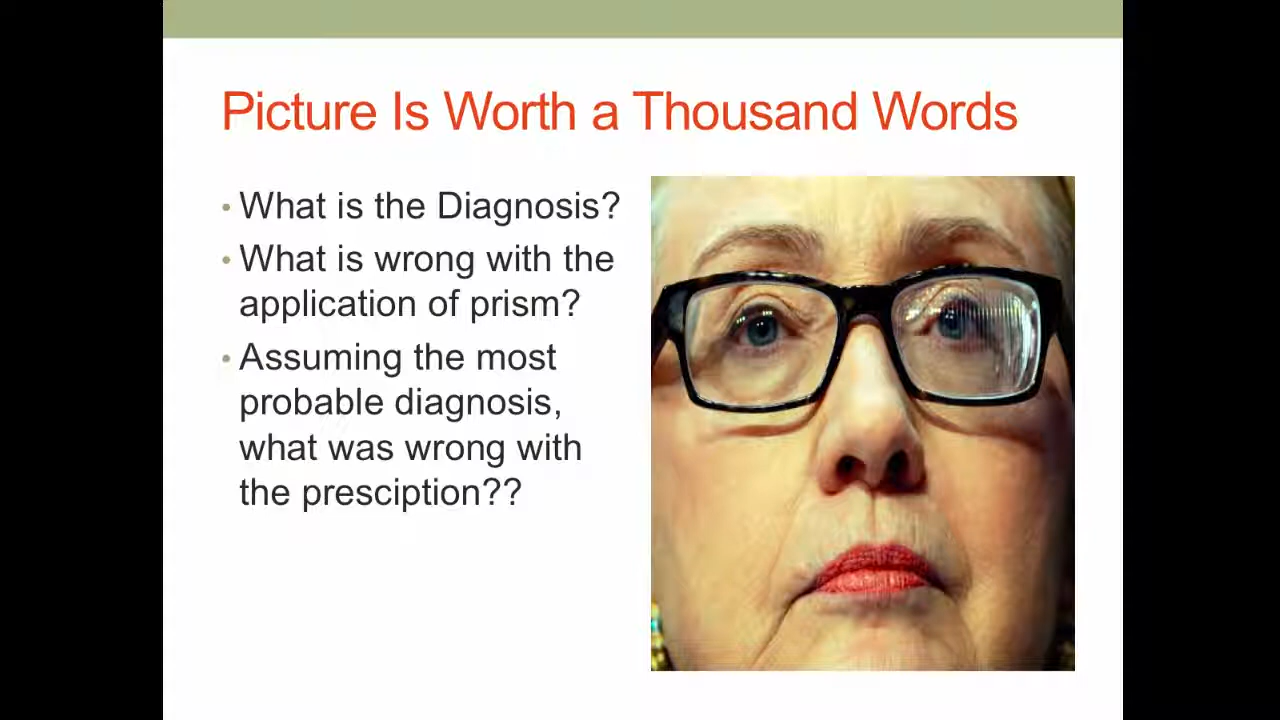 Picture Is Worth a Thousand Words
• What is the Diagnosis?
• What is wrong with the
application of prism?
• Assuming the most
probable diagnosis,
what was wrong with
the presciption??